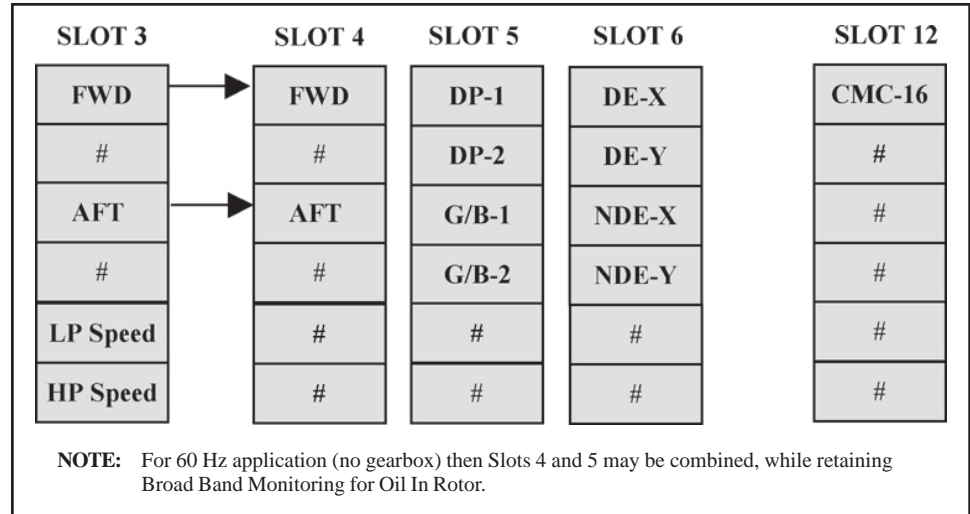 SLOT 3 SLOT 4 SLOT 5 SLOT 6 SLOT 12
FWD FWD DP-1 DE-X CMC-16
# # DP-2 DE-Y #
AFT AFT G/B-1 NDE-X #
# # G/B-2 NDE-Y #
LP Speed # # # #
HP Speed # # # #
NOTE: For 60 Hz application (no gearbox) then Slots 4 and 5 may be combined, while retaining
Broad Band Monitoring for Oil In Rotor.